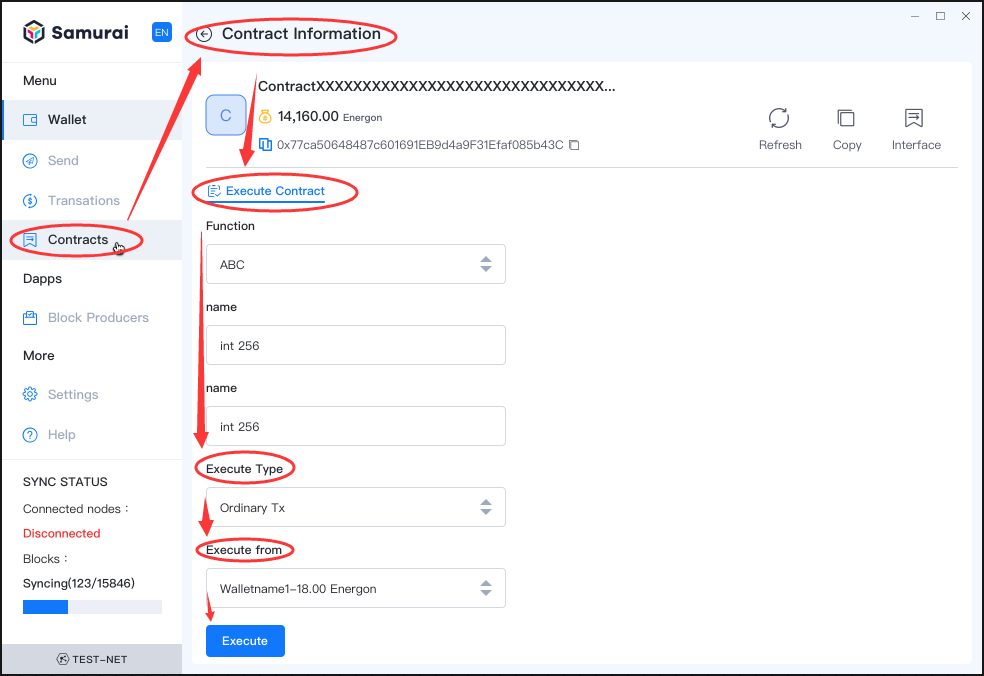 Samurai
EN
Menu
Wallet
Send
Transations
Contracts
Dapps
Block Producers
More
Settings
Help
SYNC STATUS
Connected nodes：
Disconnected
Blocks：
Syncing(123/15846)
TEST-NET
Contract Information
C
ContractXXXXXXXXXXXXXXXXXXXXXXXXXXXXXXX...
14,160.00 Energon
0x77ca50648487c601691EB9d4a9F31Efaf085b43C
Refresh
Copy
Interface
Execute Contract
Function
ABC
name
int 256
name
int 256
Execute Type
Ordinary Tx
Execute from
Walletname1-18.00 Energon
Execute